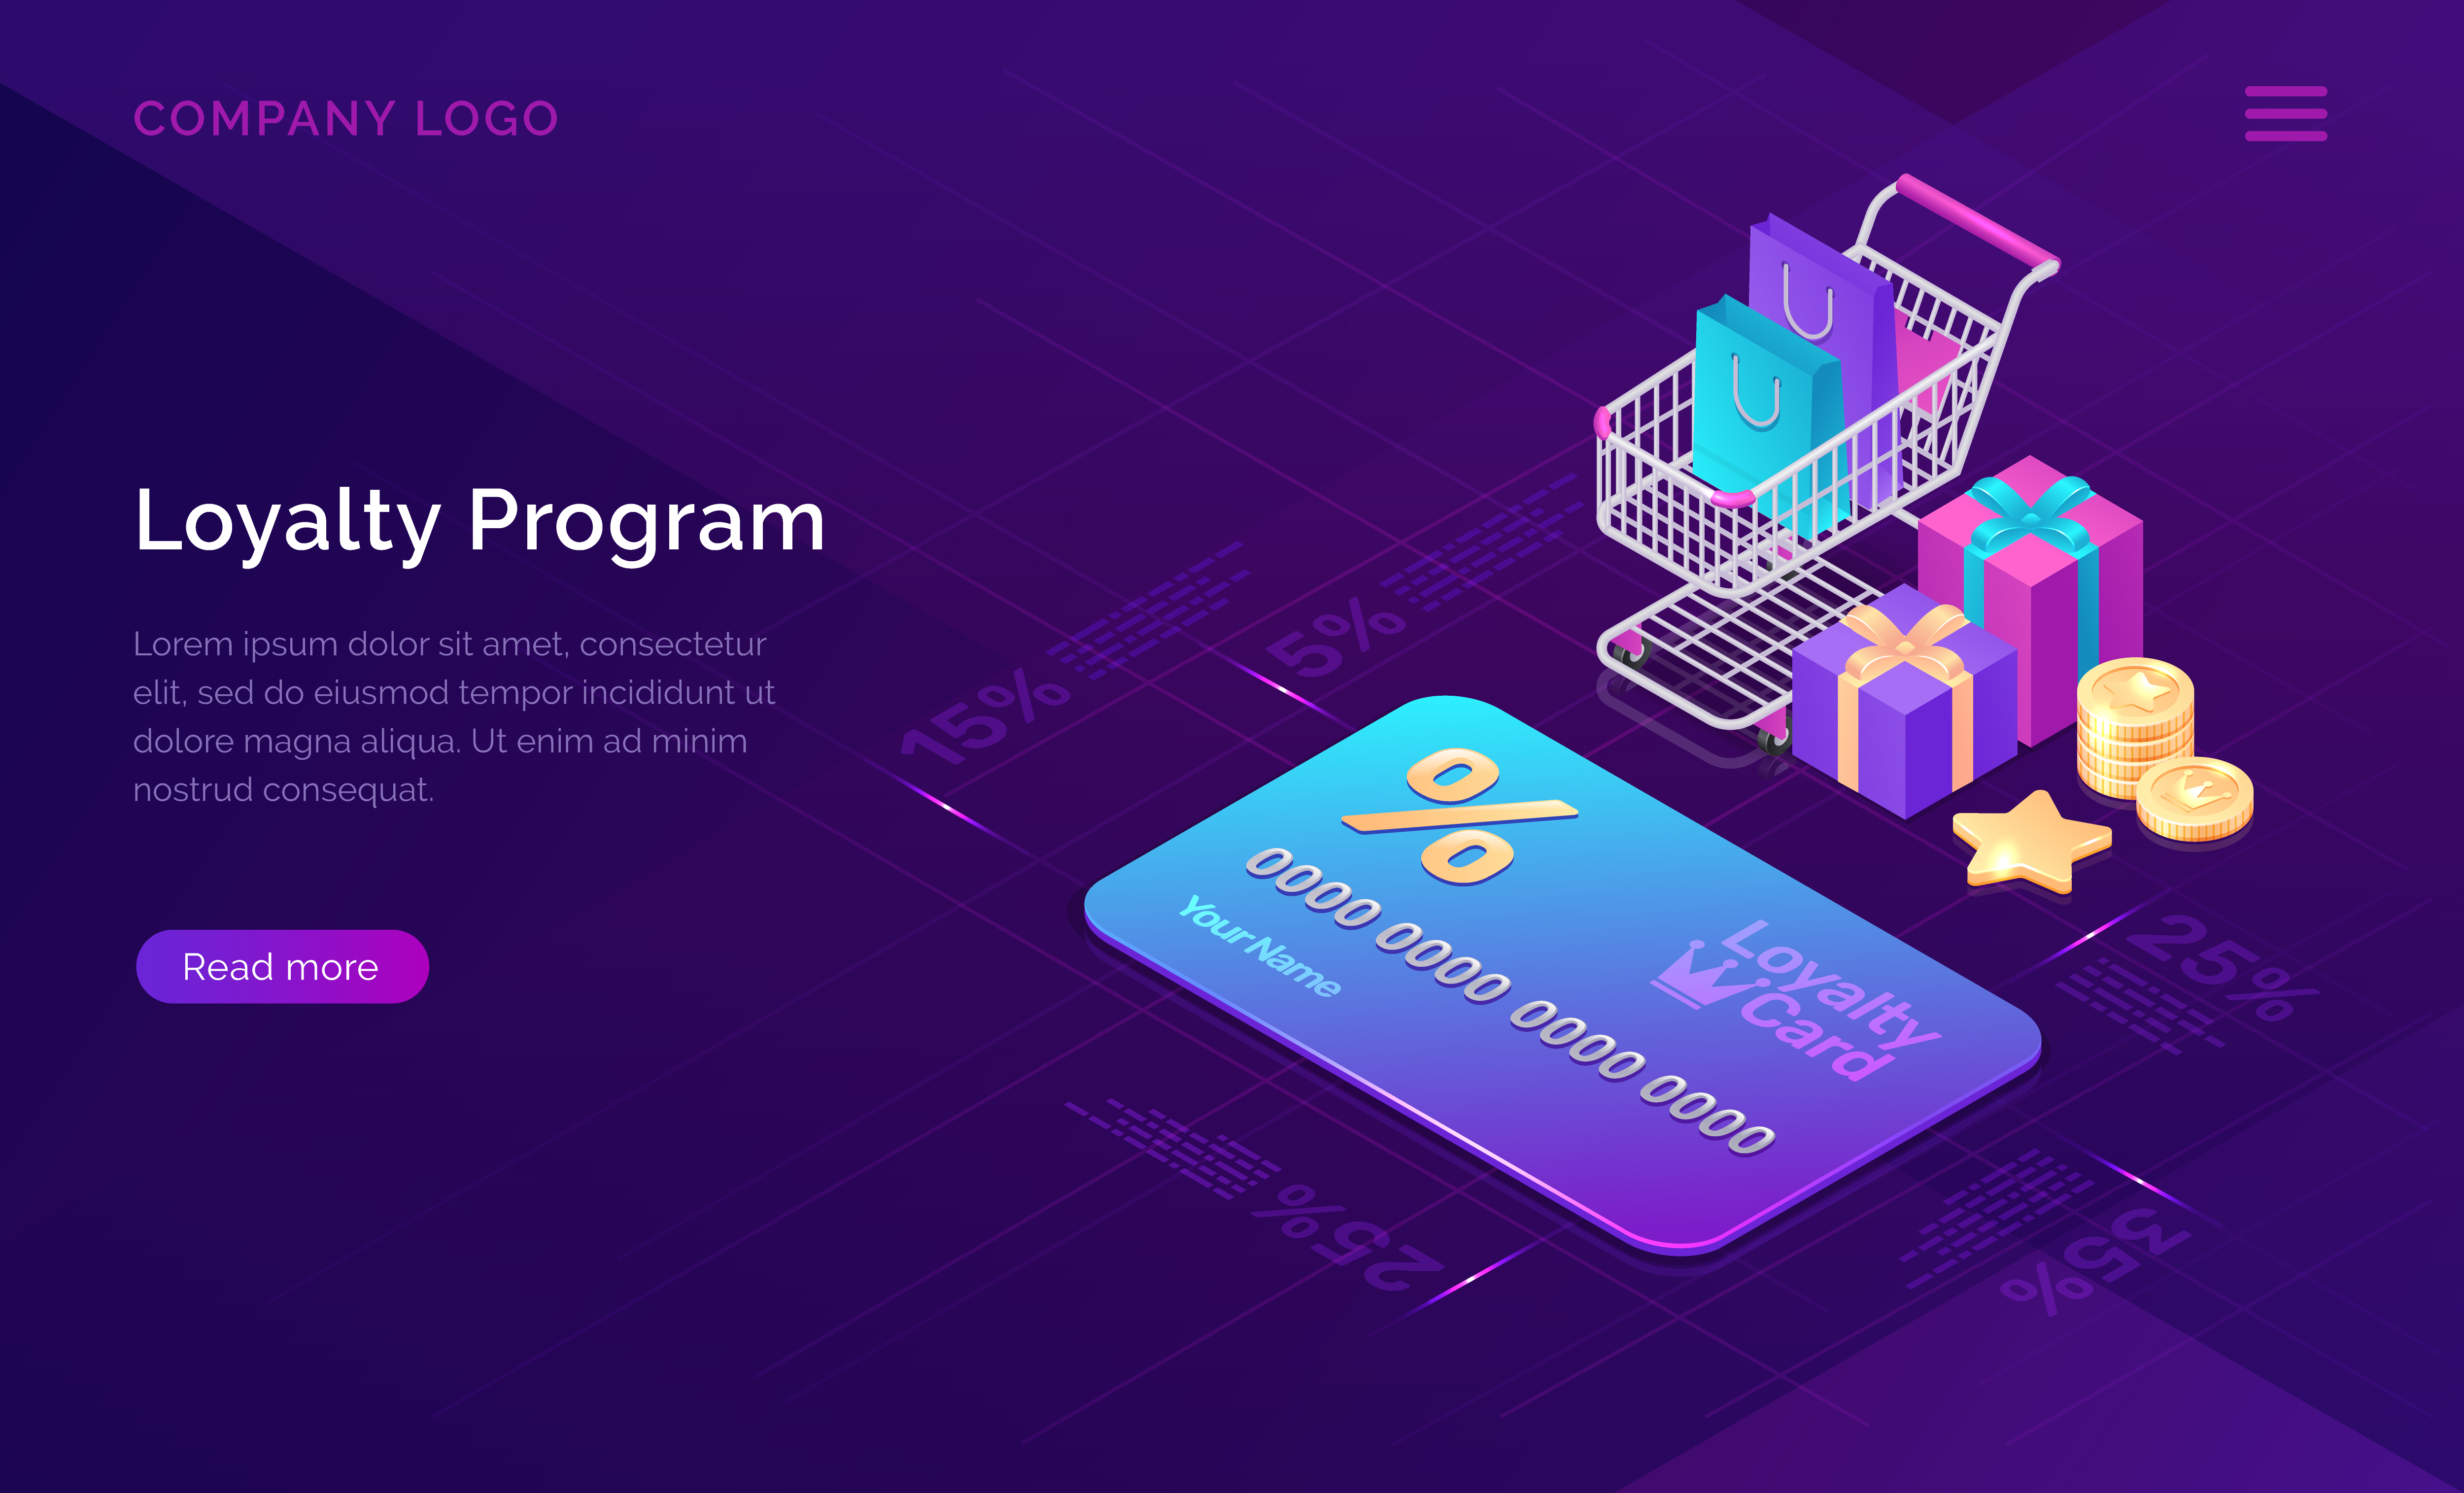 COMPANY LOGO
Loyalty Program
Lorem ipsum dolor sit amet, consectetur
elit, sed do eiusmod tempor incididunt ut
dolore magna aliqua. Ut enim ad minim
nostrud consequat.
Read more
15%
5%
%
0000 0000 0000 0000
Your Name
Loyalty
Card
25%
25%
35%